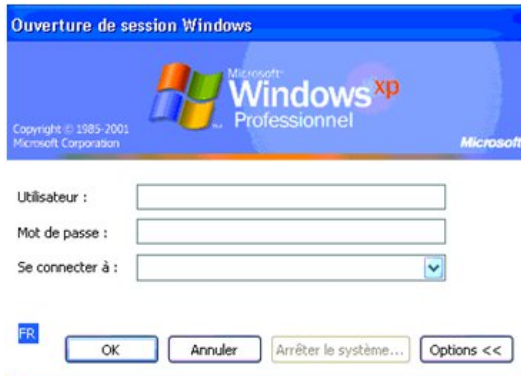 Ouverture de session Windows
Microsoft
Windows xp
Professionnel
Copyright © 1985-2001
Microsoft Corporation
Microsoft
Utilisateur :
Mot de passe :
Se connecter à :
FR
OK Annuler Arrêter le système... Options <<